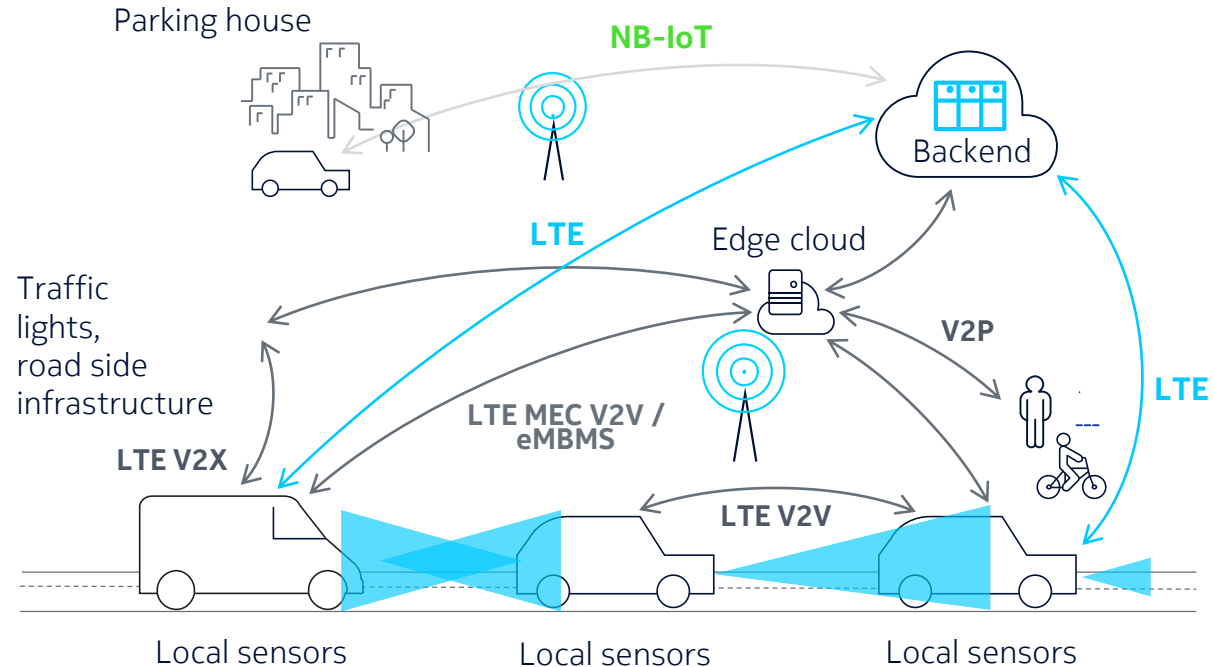 Parking house
NB-IoT
Backend
LTE
Edge cloud
Traffic
lights,
road side
infrastructure
V2P
LTE
LTE MEC V2V /
eMBMS
LTE V2X
LTE V2V
Local sensors
Local sensors
Local sensors